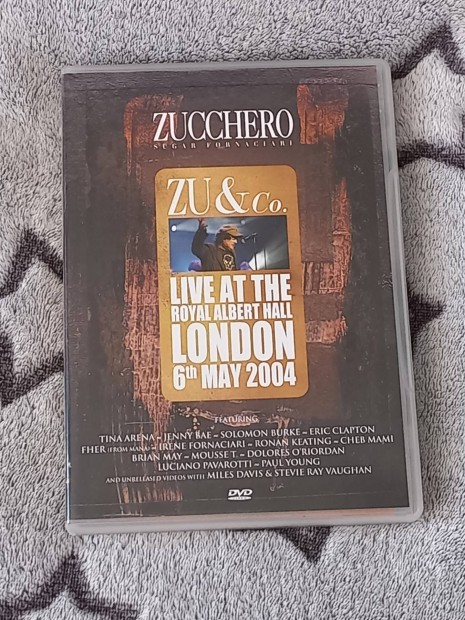 ZUCCHERO
SUGAR FORNACIARI
ZU & Co.
LIVE AT THE
ROYAL ALBERT HALL
LONDON
6th MAY 2004
FEATURING
TINA ARENA – JENNY BAE – SOLOMON BURKE – ERIC CLAPTON
FHER (FROM MANA) – IRENE FORNACIARI – RONAN KEATING – CHEB MAMI
BRIAN MAY – MOUSSE T. – DOLORES O'RIORDAN
LUCIANO PAVAROTTI – PAUL YOUNG
AND UNRELEASED VIDEOS WITH MILES DAVIS & STEVIE RAY VAUGHAN
DVD